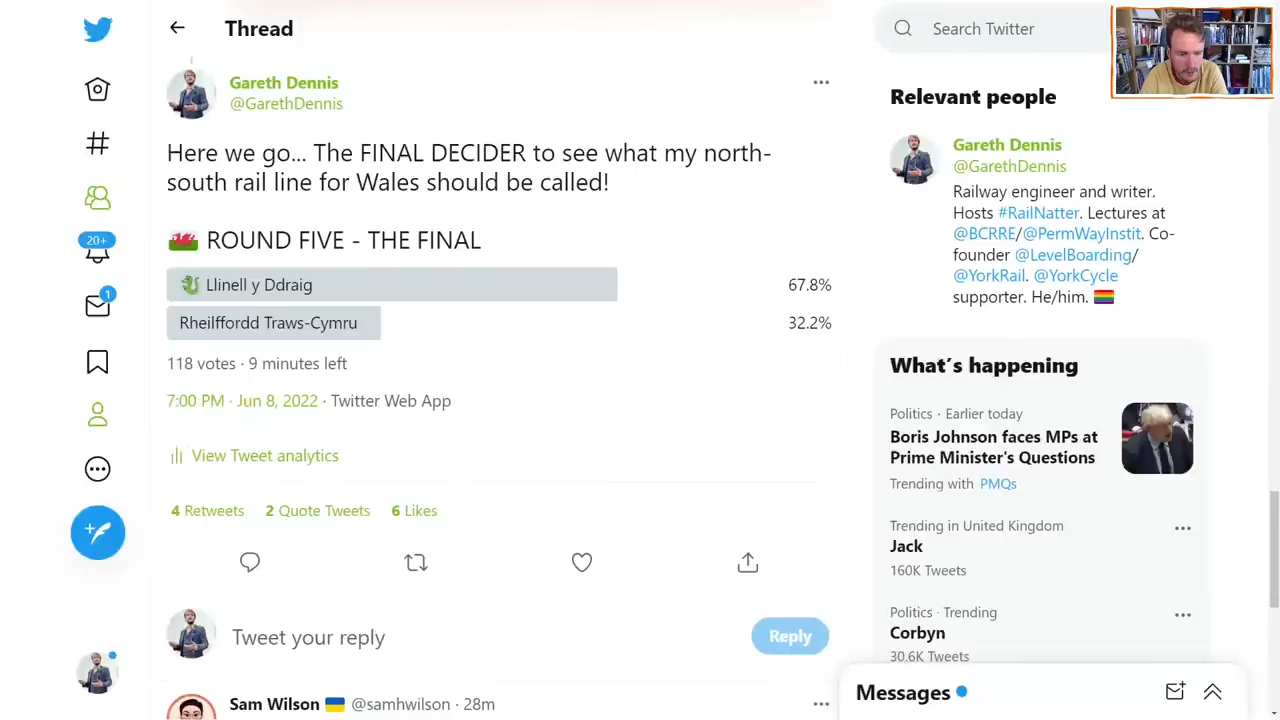 Thread
Search Twitter
Gareth Dennis
@GarethDennis
Here we go... The FINAL DECIDER to see what my north-
south rail line for Wales should be called!
🏴󠁧󠁢󠁷󠁬󠁳󠁿 ROUND FIVE - THE FINAL
🐉 Llinell y Ddraig
67.8%
Rheilffordd Traws-Cymru
32.2%
118 votes · 9 minutes left
7:00 PM · Jun 8, 2022 · Twitter Web App
View Tweet analytics
4 Retweets 2 Quote Tweets 6 Likes
Tweet your reply
Reply
Sam Wilson 🇺🇦 @samhwilson · 28m
20+
1
Relevant people
Gareth Dennis
@GarethDennis
Railway engineer and writer.
Hosts #RailNatter. Lectures at
@BCRRE/@PermWayInstit. Co-
founder @LevelBoarding/
@YorkRail. @YorkCycle
supporter. He/him. 🏳️‍🌈
What's happening
Politics · Earlier today
Boris Johnson faces MPs at
Prime Minister's Questions
Trending with PMQs
Trending in United Kingdom
Jack
160K Tweets
Politics · Trending
Corbyn
30.6K Tweets
Messages